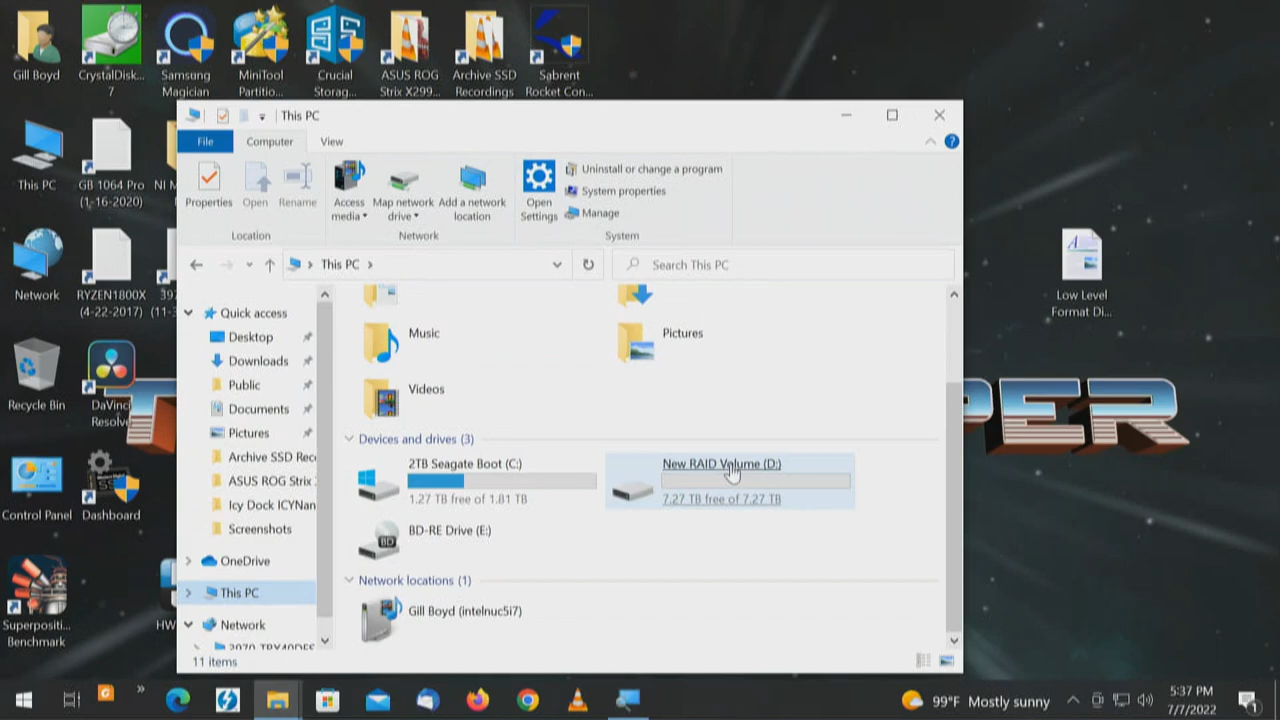 Gill Boyd
CrystalDisk...
7
Samsung
Magician
MiniTool
Partitio...
Crucial
Storag...
ASUS ROG
Strix X299...
Archive SSD
Recordings
Sabrent
Rocket Con...
This PC
File
Computer
View
This PC
GB 1064 Pro
(1-16-2020)
NI M
Properties
Open
Rename
Access
media
Map network
drive
Add a network
location
Open
Settings
Uninstall or change a program
System properties
Manage
Location
Network
System
This PC
Search This PC
Network
RYZEN1800X
(4-22-2017)
397
(11-3
Low Level
Format Di...
Quick access
Desktop
Downloads
Public
Documents
Pictures
Archive SSD Rec
ASUS ROG Strix
Icy Dock ICYNan
Screenshots
OneDrive
This PC
Network
Music
Pictures
Videos
Devices and drives (3)
2TB Seagate Boot (C:)
1.27 TB free of 1.81 TB
New RAID Volume (D:)
7.27 TB free of 7.27 TB
BD
BD-RE Drive (E:)
Network locations (1)
Gill Boyd (intelnuc5i7)
11 items
Recycle Bin
DaVinci
Resolve
Control Panel
Dashboard
Superpositi...
Benchmark
HW
99°F Mostly sunny
5:37 PM
7/7/2022
1